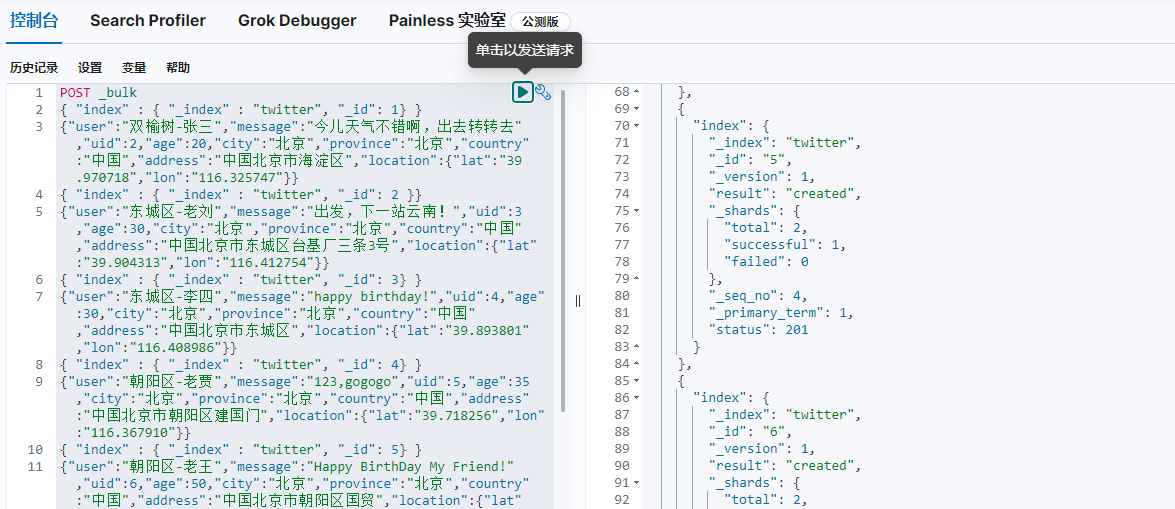 控制台 Search Profiler Grok Debugger Painless 实验室 公测版
单击以发送请求
历史记录 设置 变量 帮助
1 POST _bulk
2 { "index" : { "_index" : "twitter", "_id": 1} }
3 {"user":"双榆树-张三","message":"今儿天气不错啊，出去转转去"
,"uid":2,"age":20,"city":"北京","province":"北京","country"
:"中国","address":"中国北京市海淀区","location":{"lat":"39
.970718","lon":"116.325747"}}
4 { "index" : { "_index" : "twitter", "_id": 2 }}
5 {"user":"东城区-老刘","message":"出发，下一站云南！","uid":3
,"age":30,"city":"北京","province":"北京","country":"中国"
,"address":"中国北京市东城区台基厂三条3号","location":{"lat"
:"39.904313","lon":"116.412754"}}
6 { "index" : { "_index" : "twitter", "_id": 3} }
7 {"user":"东城区-李四","message":"happy birthday!","uid":4,"age"
:30,"city":"北京","province":"北京","country":"中国"
,"address":"中国北京市东城区","location":{"lat":"39.893801"
,"lon":"116.408986"}}
8 { "index" : { "_index" : "twitter", "_id": 4} }
9 {"user":"朝阳区-老贾","message":"123,gogogo","uid":5,"age":35
,"city":"北京","province":"北京","country":"中国","address"
:"中国北京市朝阳区建国门","location":{"lat":"39.718256","lon"
:"116.367910"}}
10 { "index" : { "_index" : "twitter", "_id": 5} }
11 {"user":"朝阳区-老王","message":"Happy BirthDay My Friend!"
,"uid":6,"age":50,"city":"北京","province":"北京","country"
:"中国","address":"中国北京市朝阳区国贸","location":{"lat"
68 },
69 {
70 "index": {
71 "_index": "twitter",
72 "_id": "5",
73 "_version": 1,
74 "result": "created",
75 "_shards": {
76 "total": 2,
77 "successful": 1,
78 "failed": 0
79 },
80 "_seq_no": 4,
81 "_primary_term": 1,
82 "status": 201
83 }
84 },
85 {
86 "index": {
87 "_index": "twitter",
88 "_id": "6",
89 "_version": 1,
90 "result": "created",
91 "_shards": {
92 "total": 2,